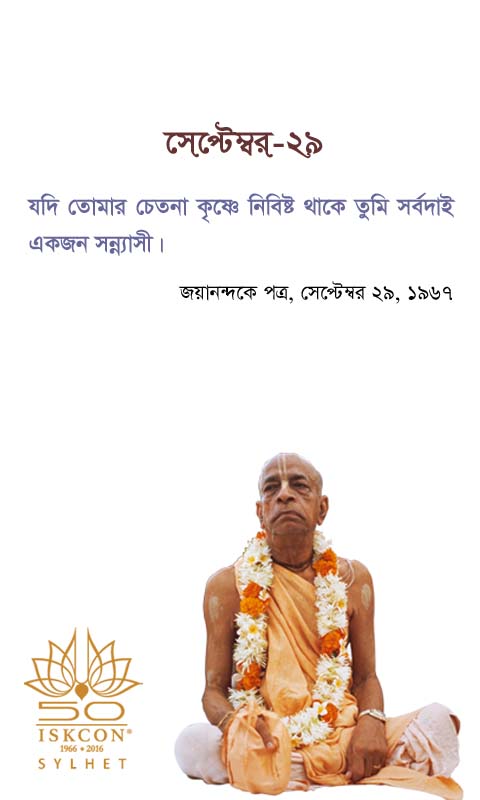 সেপ্টেম্বর-২৯
যদি তোমার চেতনা কৃষ্ণে নিবিষ্ট থাকে তুমি সর্বদাই
একজন সন্ন্যাসী।
জয়ানন্দকে পত্র, সেপ্টেম্বর ২৯, ১৯৬৭
50
ISKCON®
1966 • 2016
SYLHET